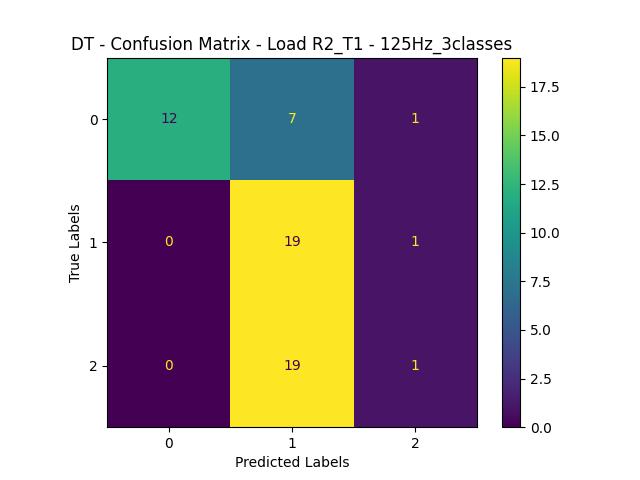 DT - Confusion Matrix - Load R2_T1 - 125Hz_3classes
True Labels
0 12 7 1
1 0 19 1
2 0 19 1
0 1 2
Predicted Labels
17.5
15.0
12.5
10.0
7.5
5.0
2.5
0.0